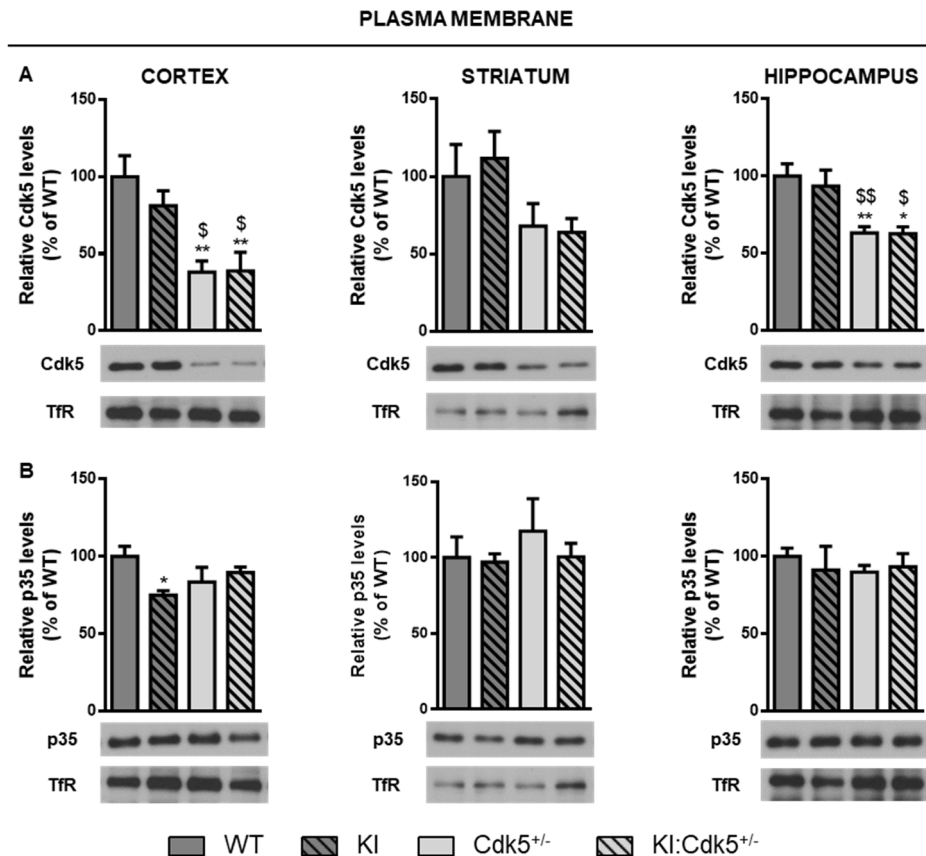 PLASMA MEMBRANE
A
CORTEX
STRIATUM
HIPPOCAMPUS
Relative Cdk5 levels
(% of WT)
150
100
50
0
$
**
$
**
Relative Cdk5 levels
(% of WT)
150
100
50
0
Relative Cdk5 levels
(% of WT)
150
100
50
0
$$
**
$
*
Cdk5
TfR
Cdk5
TfR
Cdk5
TfR
B
Relative p35 levels
(% of WT)
150
100
50
0
*
Relative p35 levels
(% of WT)
150
100
50
0
Relative p35 levels
(% of WT)
150
100
50
0
p35
TfR
p35
TfR
p35
TfR
WT
KI
Cdk5+/-
KI:Cdk5+/-